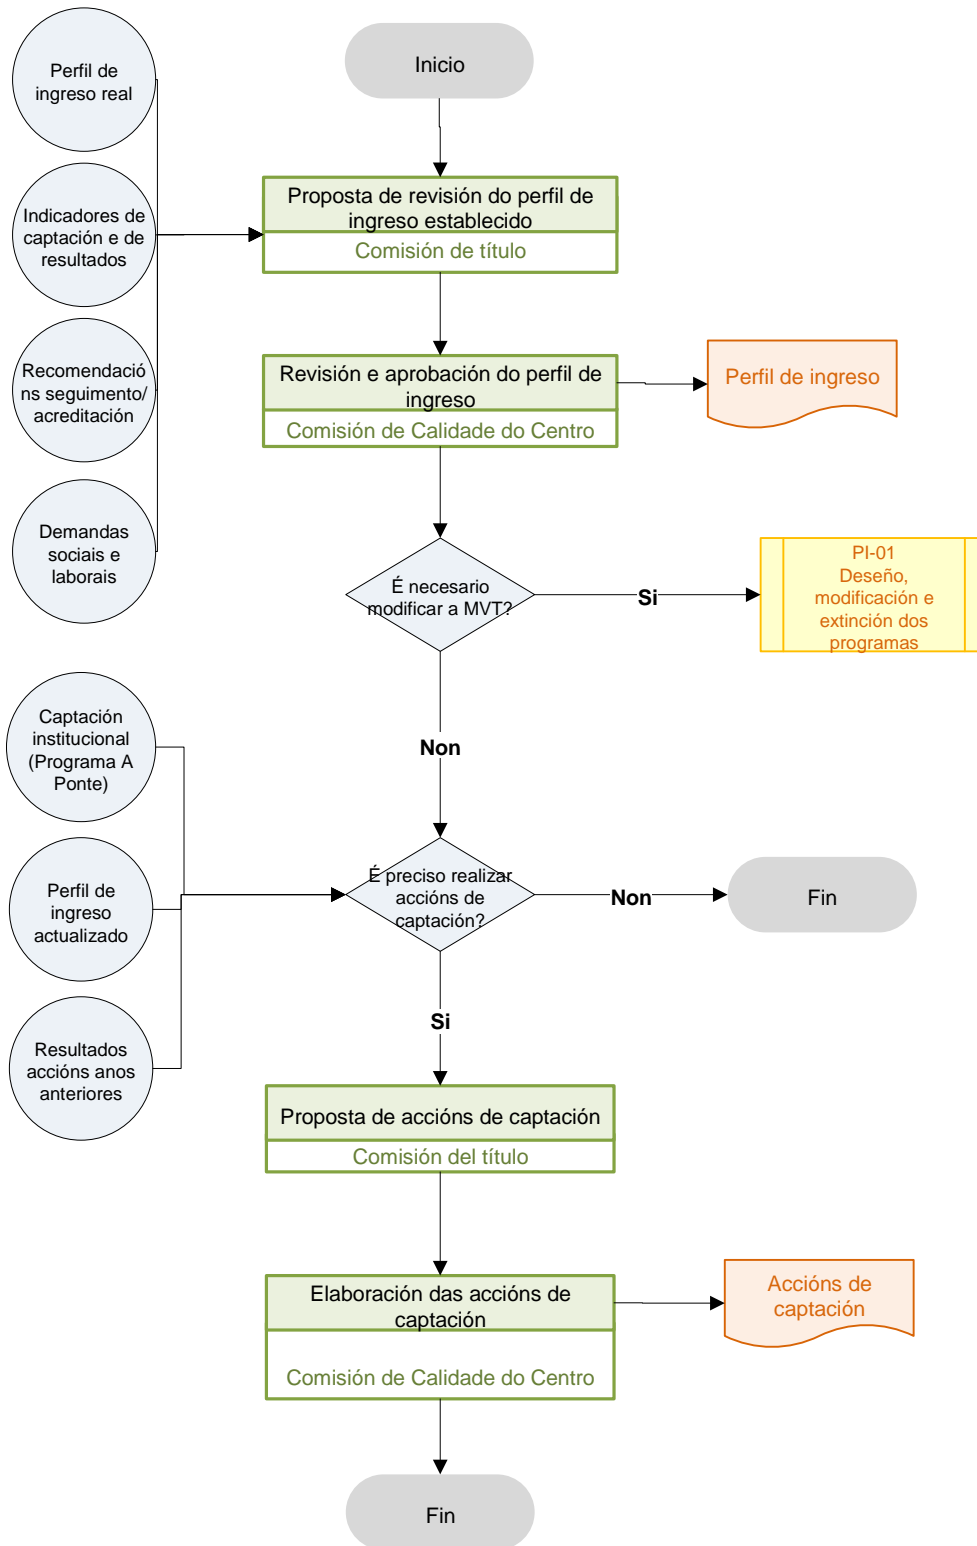 Inicio
Perfil de
ingreso real
Indicadores de
captación e de
resultados
Recomendació
ns seguimento/
acreditación
Demandas
sociais e
laborais
Proposta de revisión do perfil de
ingreso establecido
Comisión de título
Revisión e aprobación do perfil de
ingreso
Comisión de Calidade do Centro
Perfil de ingreso
É necesario
modificar a MVT?
Si
PI-01
Deseño,
modificación e
extinción dos
programas
Non
Captación
institucional
(Programa A
Ponte)
Perfil de
ingreso
actualizado
Resultados
accións anos
anteriores
É preciso realizar
accións de
captación?
Non
Fin
Si
Proposta de accións de captación
Comisión del título
Elaboración das accións de
captación
Comisión de Calidade do Centro
Accións de
captación
Fin